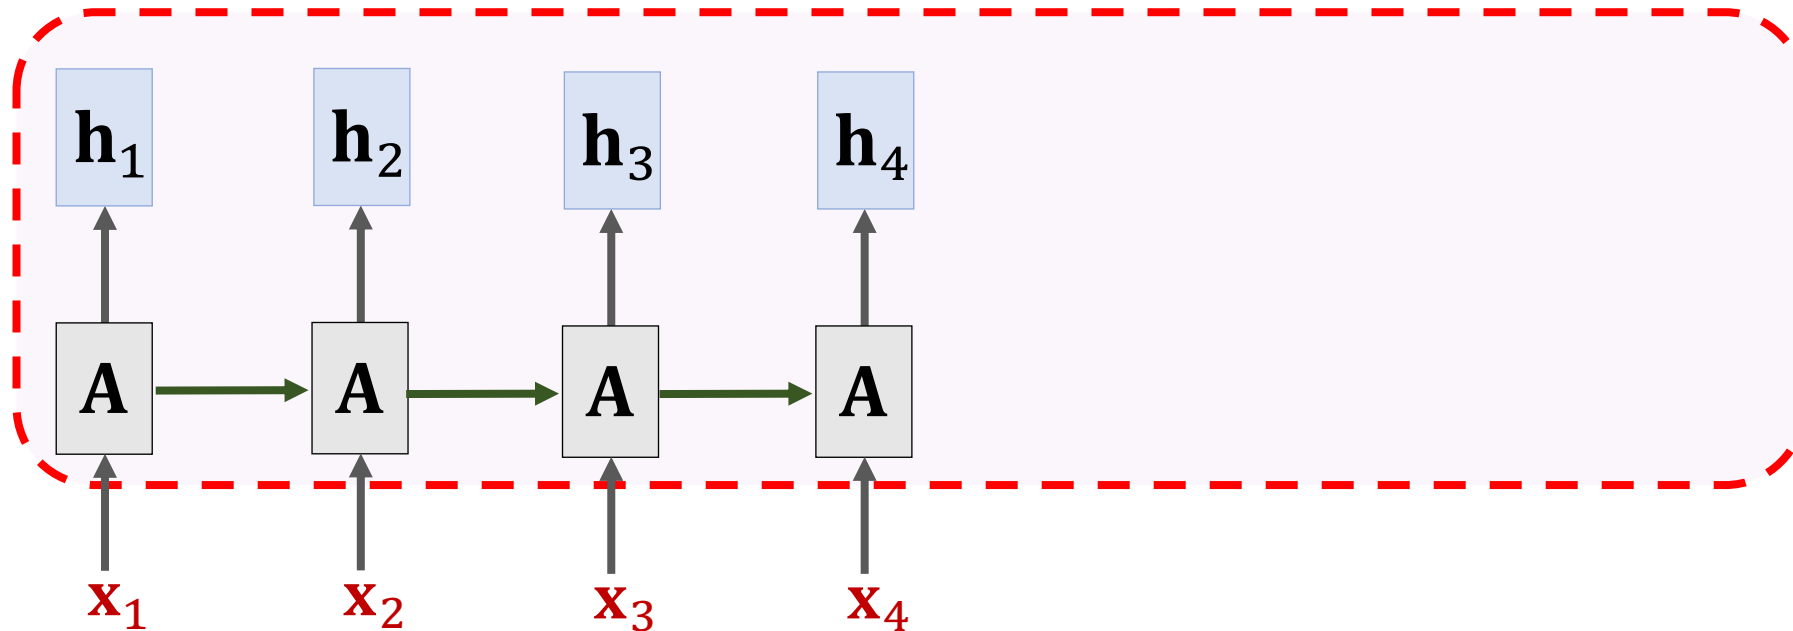 h₁ h₂ h₃ h₄
A A A A
x₁ x₂ x₃ x₄